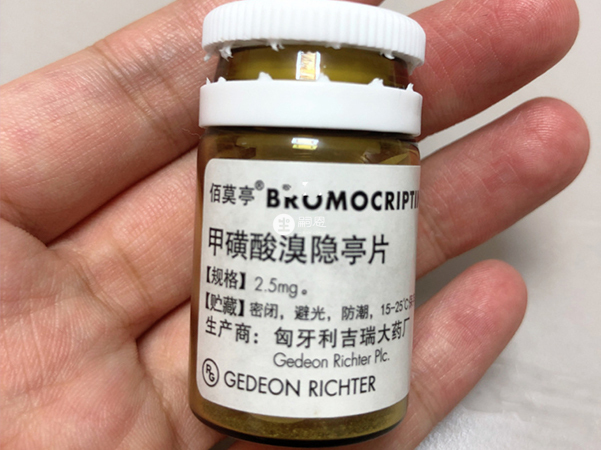 佰莫亭® BROMOCRIPTIN
甲磺酸溴隐亭片
【规格】2.5mg。
【贮藏】密闭，避光，防潮，15-25℃
生产商：匈牙利吉瑞大药厂
Gedeon Richter Plc.
RG GEDEON RICHTER